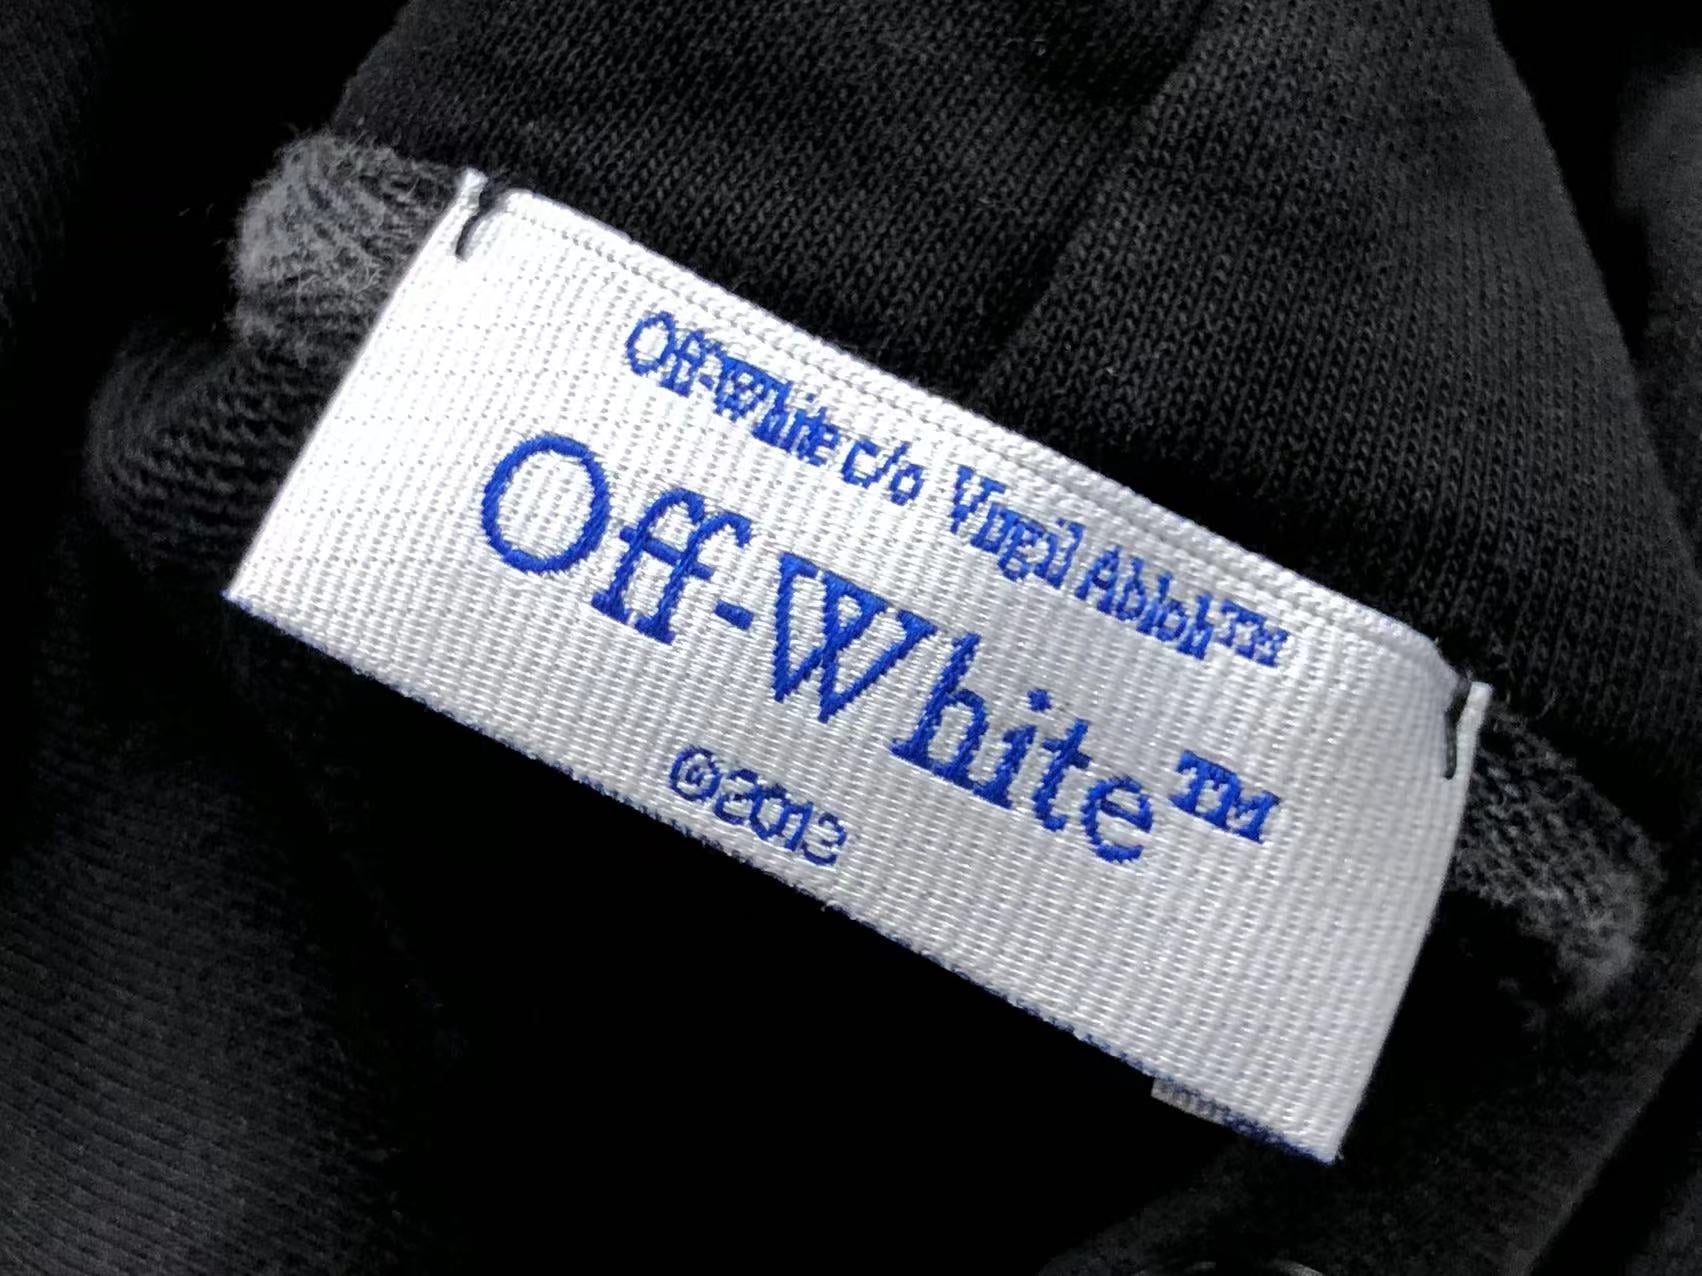 Off-White c/o Virgil Abloh™
Off-White™
©2013